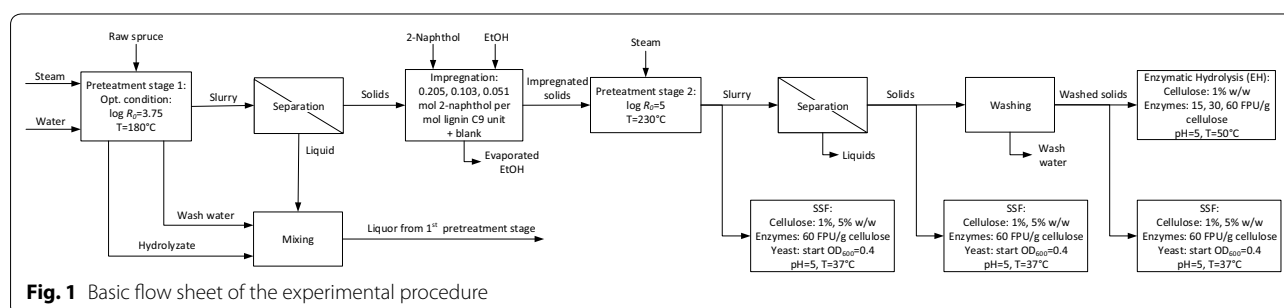 Raw spruce
Steam
Water
Pretreatment stage 1:
Opt. condition:
log R0=3.75
T=180°C
Slurry
Separation
Liquid
Solids
2-Naphthol
EtOH
Impregnation:
0.205, 0.103, 0.051
mol 2-naphthol per
mol lignin C9 unit
+ blank
Evaporated
EtOH
Impregnated
solids
Steam
Pretreatment stage 2:
log R0=5
T=230°C
Slurry
Separation
Liquids
Solids
Washing
Wash
water
Washed solids
Enzymatic Hydrolysis (EH):
Cellulose: 1% w/w
Enzymes: 15, 30, 60 FPU/g
cellulose
pH=5, T=50°C
Wash water
Hydrolyzate
Mixing
Liquor from 1st pretreatment stage
SSF:
Cellulose: 1%, 5% w/w
Enzymes: 60 FPU/g cellulose
Yeast: start OD600=0.4
pH=5, T=37°C
SSF:
Cellulose: 1%, 5% w/w
Enzymes: 60 FPU/g cellulose
Yeast: start OD600=0.4
pH=5, T=37°C
SSF:
Cellulose: 1%, 5% w/w
Enzymes: 60 FPU/g cellulose
Yeast: start OD600=0.4
pH=5, T=37°C
Fig. 1 Basic flow sheet of the experimental procedure